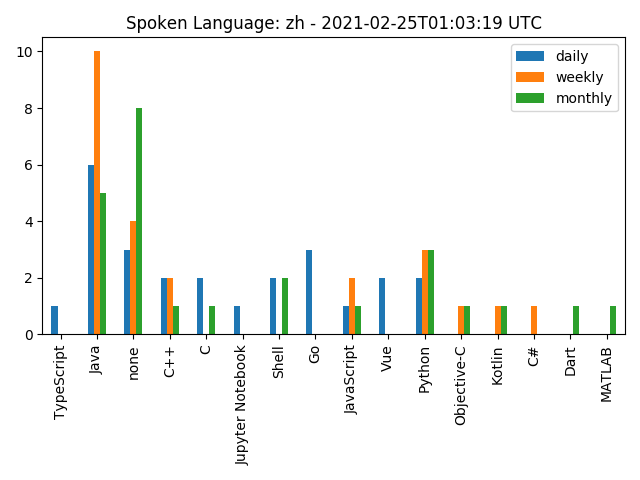 Spoken Language: zh - 2021-02-25T01:03:19 UTC
10
8
6
4
2
0
daily
weekly
monthly
TypeScript
Java
none
C++
C
Jupyter Notebook
Shell
Go
JavaScript
Vue
Python
Objective-C
Kotlin
C#
Dart
MATLAB